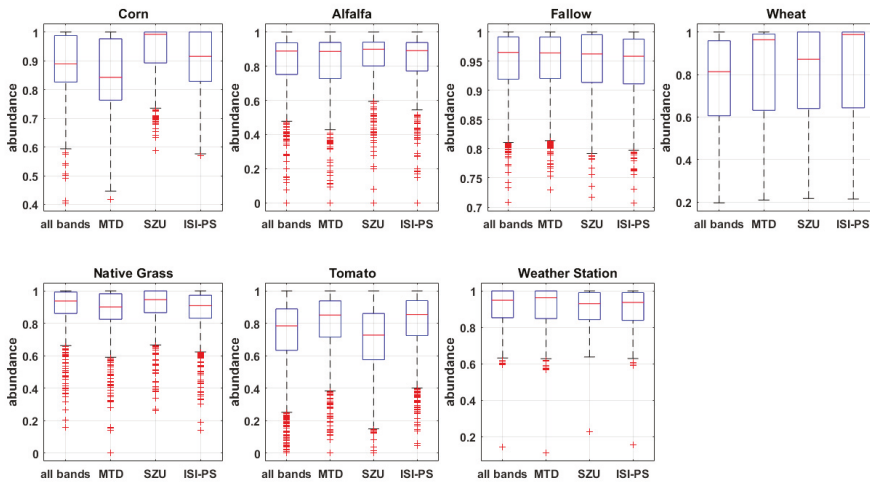 Corn
Alfalfa
Fallow
Wheat
abundance
1
0.9
0.8
0.7
0.6
0.5
0.4
all bands MTD SZU ISI-PS
abundance
1
0.8
0.6
0.4
0.2
0
all bands MTD SZU ISI-PS
abundance
1
0.95
0.9
0.85
0.8
0.75
0.7
all bands MTD SZU ISI-PS
abundance
1
0.8
0.6
0.4
0.2
all bands MTD SZU ISI-PS
Native Grass
Tomato
Weather Station
abundance
1
0.8
0.6
0.4
0.2
0
all bands MTD SZU ISI-PS
abundance
1
0.8
0.6
0.4
0.2
0
all bands MTD SZU ISI-PS
abundance
1
0.8
0.6
0.4
0.2
all bands MTD SZU ISI-PS